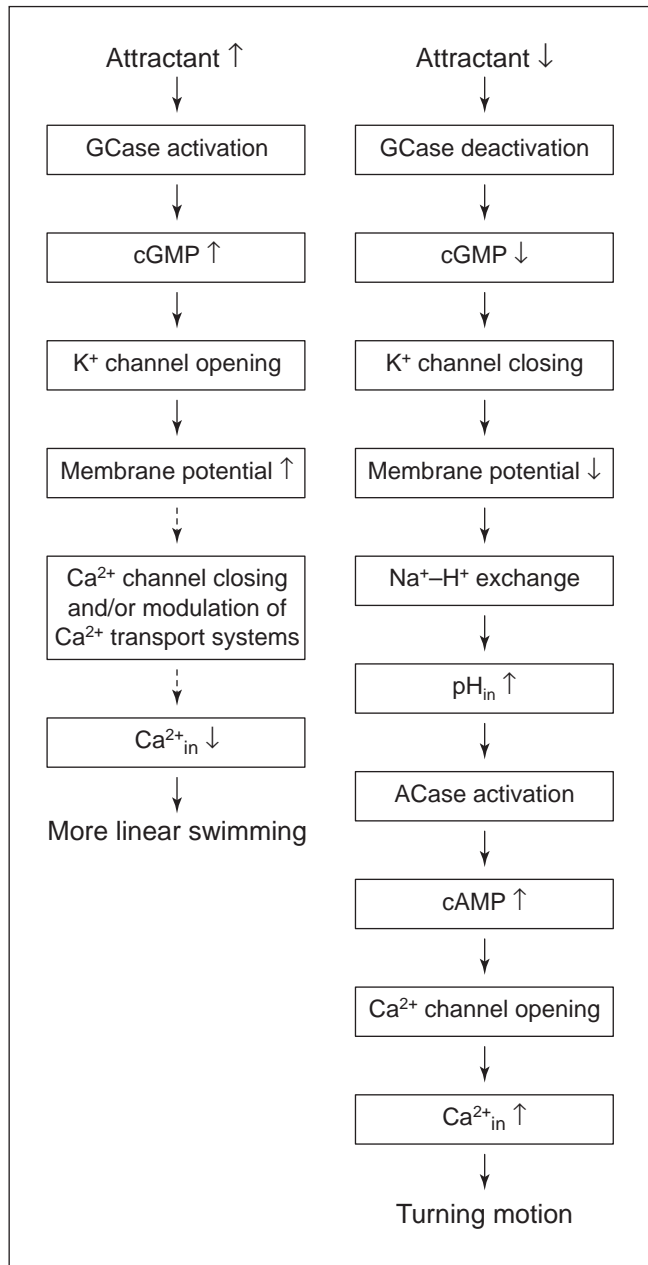 Attractant ↑
GCase activation
cGMP ↑
K⁺ channel opening
Membrane potential ↑
Ca²⁺ channel closing
and/or modulation of
Ca²⁺ transport systems
Ca²⁺in ↓
More linear swimming
Attractant ↓
GCase deactivation
cGMP ↓
K⁺ channel closing
Membrane potential ↓
Na⁺–H⁺ exchange
pHin ↑
ACase activation
cAMP ↑
Ca²⁺ channel opening
Ca²⁺in ↑
Turning motion